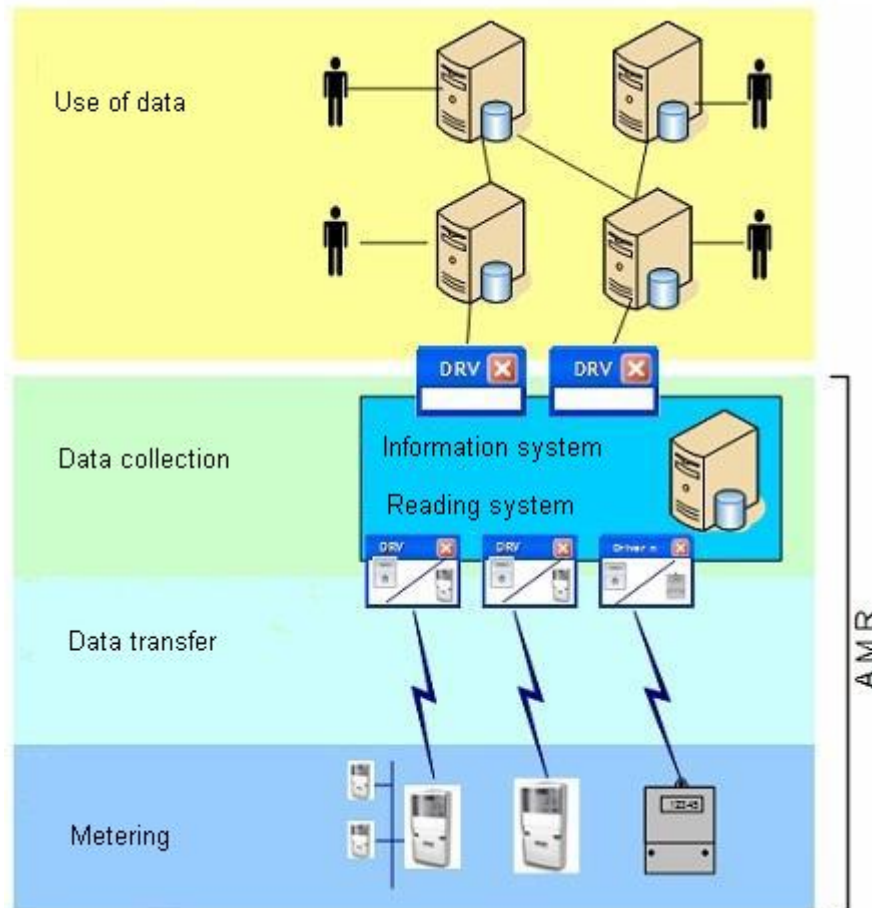 Use of data
DRV
DRV
Data collection
Information system
Reading system
DRV
DRV
Driver n
Data transfer
AMR
Metering